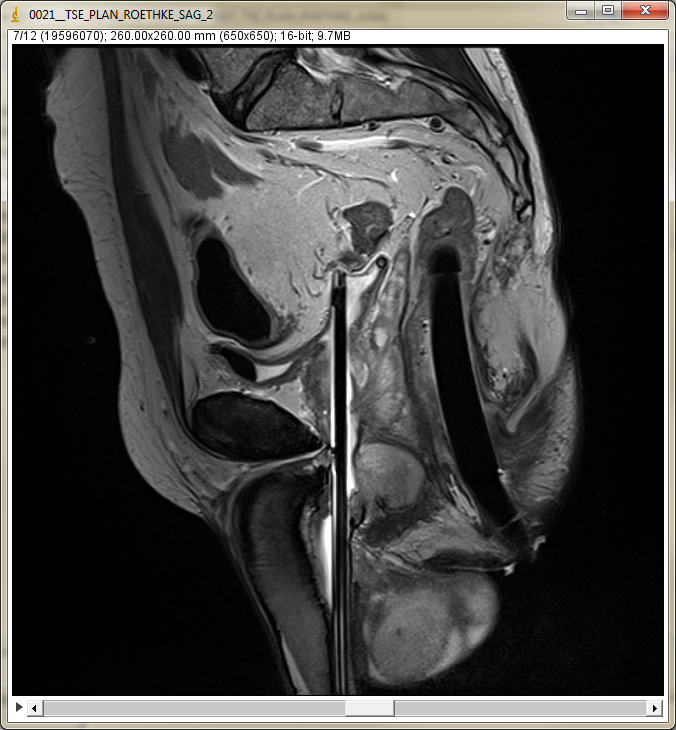 0021__TSE_PLAN_ROETHKE_SAG_2
7/12 (19596070); 260.00x260.00 mm (650x650); 16-bit; 9.7MB